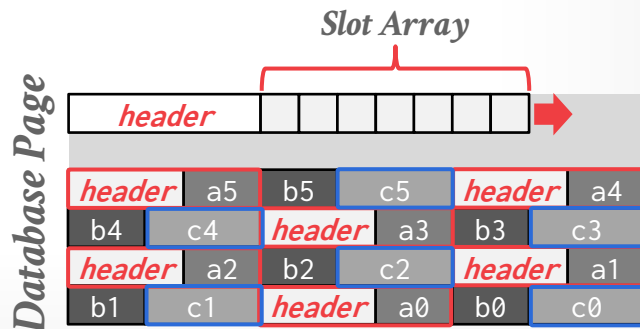 Slot Array
Database Page
header
header a5 b5 c5 header a4
b4 c4 header a3 b3 c3
header a2 b2 c2 header a1
b1 c1 header a0 b0 c0